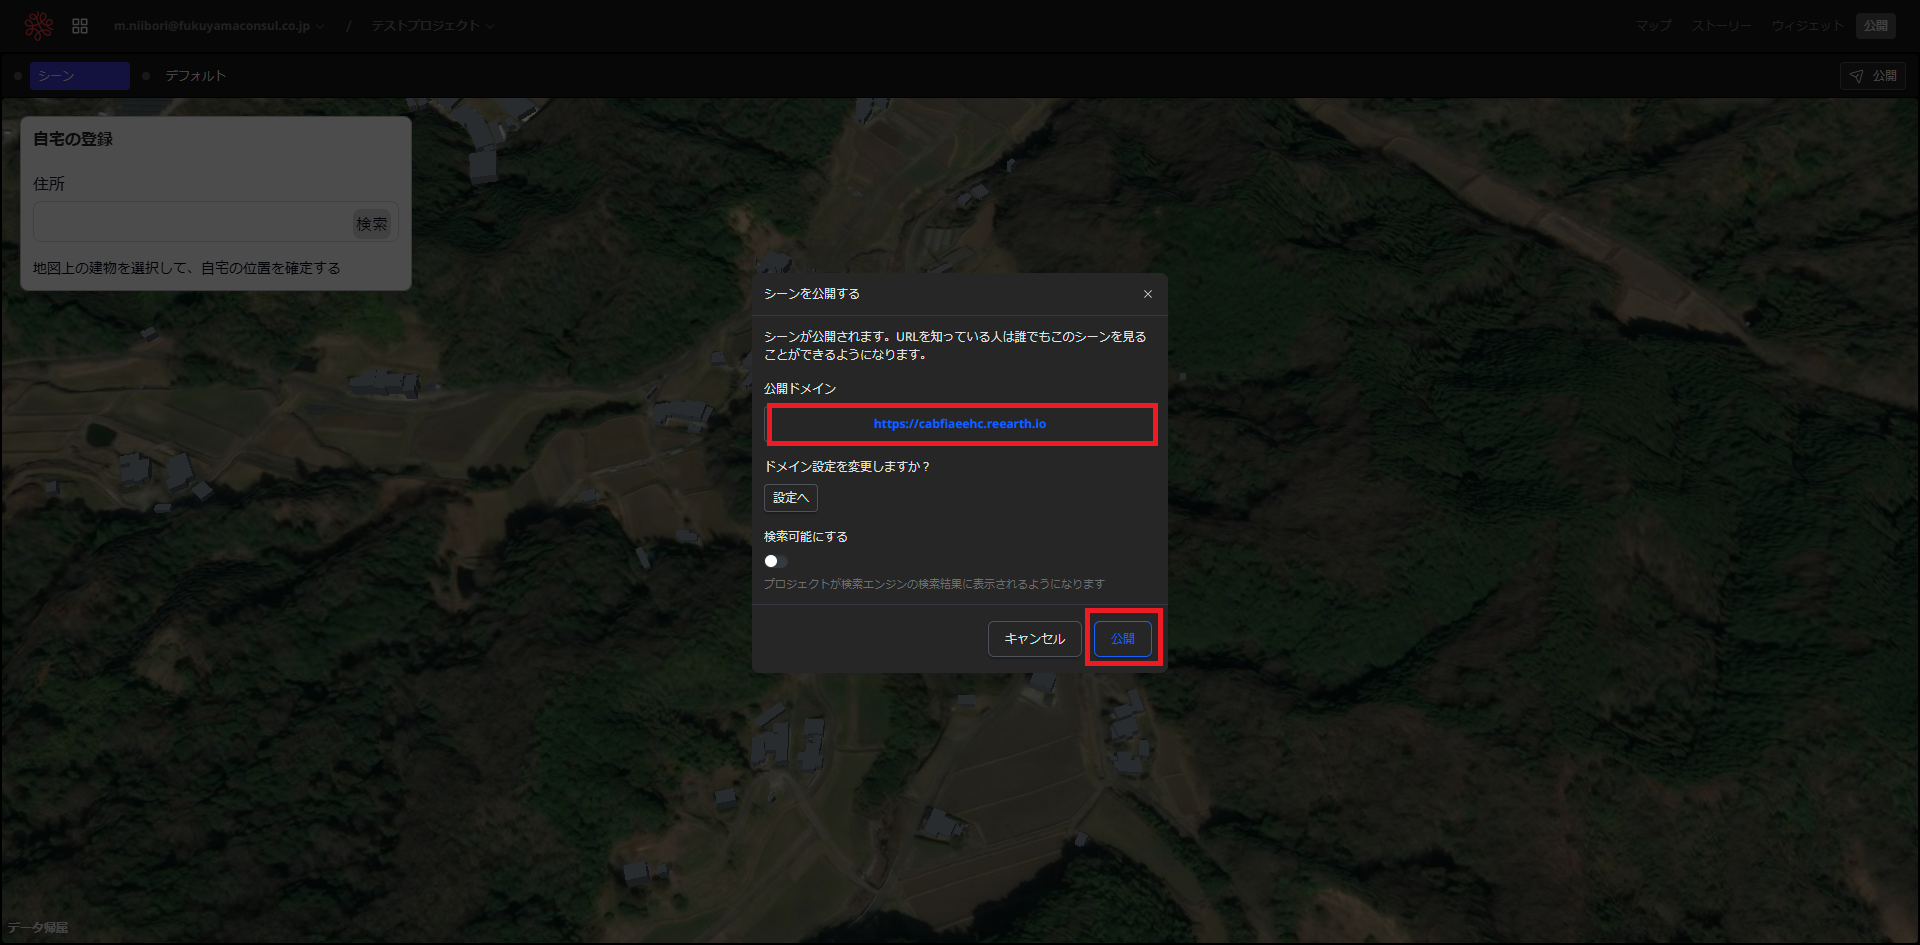 m.niibori@fukuyamaconsul.co.jp / テストプロジェクト
マップ ストーリー ウィジェット 公開
シーン デフォルト 公開
自宅の登録
住所
検索
地図上の建物を選択して、自宅の位置を確定する
シーンを公開する
シーンが公開されます。URLを知っている人は誰でもこのシーンを見る
ことができるようになります。
公開ドメイン
https://cabfiaeehc.reearth.io
ドメイン設定を変更しますか？
設定へ
検索可能にする
プロジェクトが検索エンジンの検索結果に表示されるようになります
キャンセル 公開
データ帰属